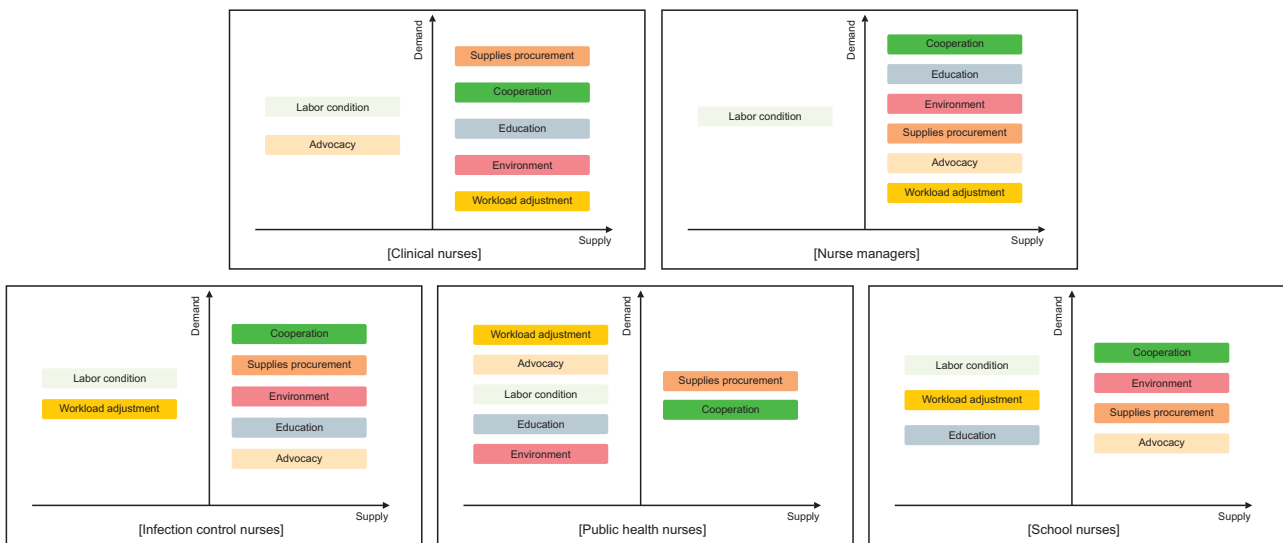 Demand
Supplies procurement
Cooperation
Labor condition
Education
Advocacy
Environment
Workload adjustment
Supply
[Clinical nurses]
Demand
Cooperation
Education
Environment
Labor condition
Supplies procurement
Advocacy
Workload adjustment
Supply
[Nurse managers]
Demand
Cooperation
Supplies procurement
Labor condition
Environment
Workload adjustment
Education
Advocacy
Supply
[Infection control nurses]
Demand
Workload adjustment
Advocacy
Supplies procurement
Labor condition
Cooperation
Education
Environment
Supply
[Public health nurses]
Demand
Cooperation
Labor condition
Environment
Workload adjustment
Supplies procurement
Education
Advocacy
Supply
[School nurses]